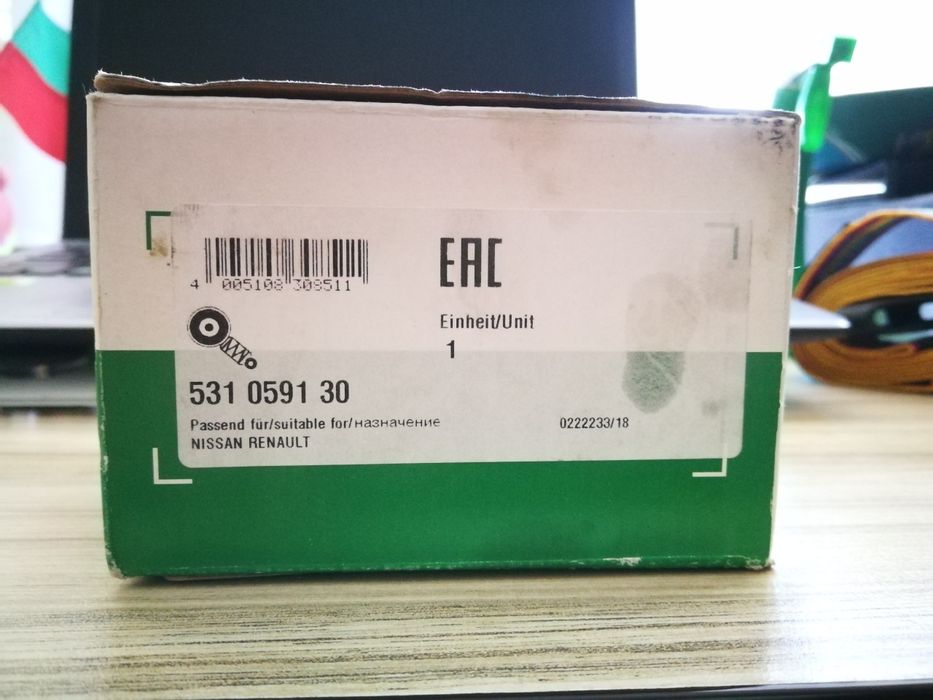 4 005108 308511
EAC
Einheit/Unit
1
531 0591 30
Passend für/suitable for/назначение
0222233/18
NISSAN RENAULT